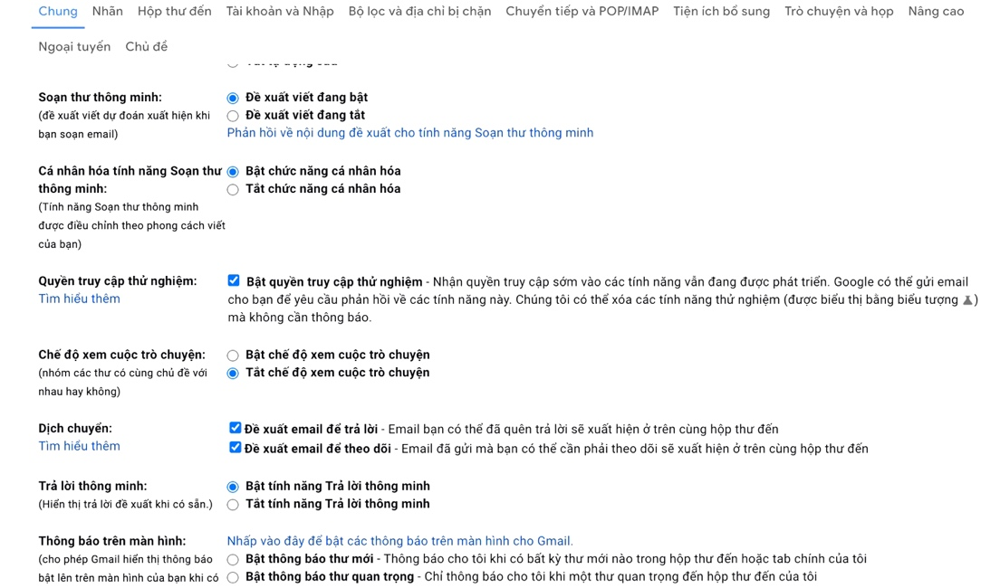 Chung Nhãn Hộp thư đến Tài khoản và Nhập Bộ lọc và địa chỉ bị chặn Chuyển tiếp và POP/IMAP Tiện ích bổ sung Trò chuyện và họp Nâng cao
Ngoại tuyến Chủ đề
Soạn thư thông minh:
(đề xuất viết dự đoán xuất hiện khi
bạn soạn email)
Đề xuất viết đang bật
Đề xuất viết đang tắt
Phản hồi về nội dung đề xuất cho tính năng Soạn thư thông minh
Cá nhân hóa tính năng Soạn thư
thông minh:
(Tính năng Soạn thư thông minh
được điều chỉnh theo phong cách viết
của bạn)
Bật chức năng cá nhân hóa
Tắt chức năng cá nhân hóa
Quyền truy cập thử nghiệm:
Tìm hiểu thêm
Bật quyền truy cập thử nghiệm - Nhận quyền truy cập sớm vào các tính năng vẫn đang được phát triển. Google có thể gửi email
cho bạn để yêu cầu phản hồi về các tính năng này. Chúng tôi có thể xóa các tính năng thử nghiệm (được biểu thị bằng biểu tượng )
mà không cần thông báo.
Chế độ xem cuộc trò chuyện:
(nhóm các thư có cùng chủ đề với
nhau hay không)
Bật chế độ xem cuộc trò chuyện
Tắt chế độ xem cuộc trò chuyện
Dịch chuyển:
Tìm hiểu thêm
Đề xuất email để trả lời - Email bạn có thể đã quên trả lời sẽ xuất hiện ở trên cùng hộp thư đến
Đề xuất email để theo dõi - Email đã gửi mà bạn có thể cần phải theo dõi sẽ xuất hiện ở trên cùng hộp thư đến
Trả lời thông minh:
(Hiển thị trả lời đề xuất khi có sẵn.)
Bật tính năng Trả lời thông minh
Tắt tính năng Trả lời thông minh
Thông báo trên màn hình:
(cho phép Gmail hiển thị thông báo
bật lên trên màn hình của bạn khi có
Nhấp vào đây để bật các thông báo trên màn hình cho Gmail.
Bật thông báo thư mới - Thông báo cho tôi khi có bất kỳ thư mới nào trong hộp thư đến hoặc tab chính của tôi
Bật thông báo thư quan trọng - Chỉ thông báo cho tôi khi một thư quan trọng đến hộp thư đến của tôi